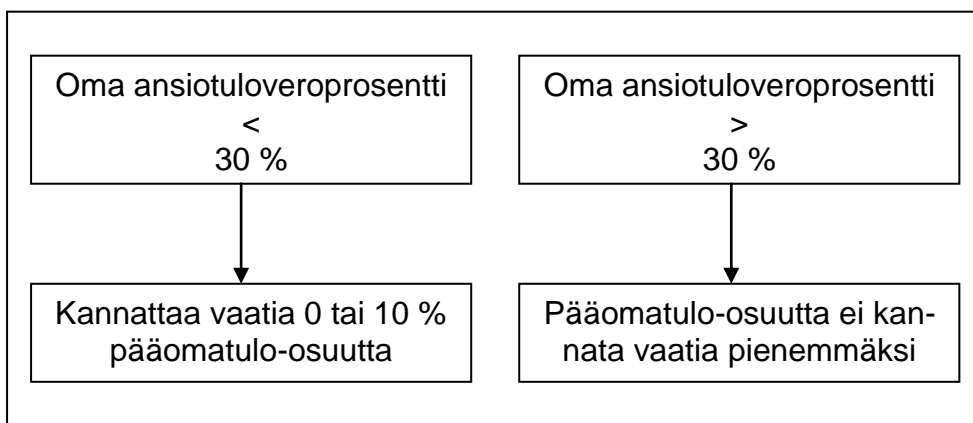 Oma ansiotuloveroprosentti
<
30 %
Kannattaa vaatia 0 tai 10 %
pääomatulo-osuutta
Oma ansiotuloveroprosentti
>
30 %
Pääomatulo-osuutta ei kan-
nata vaatia pienemmäksi